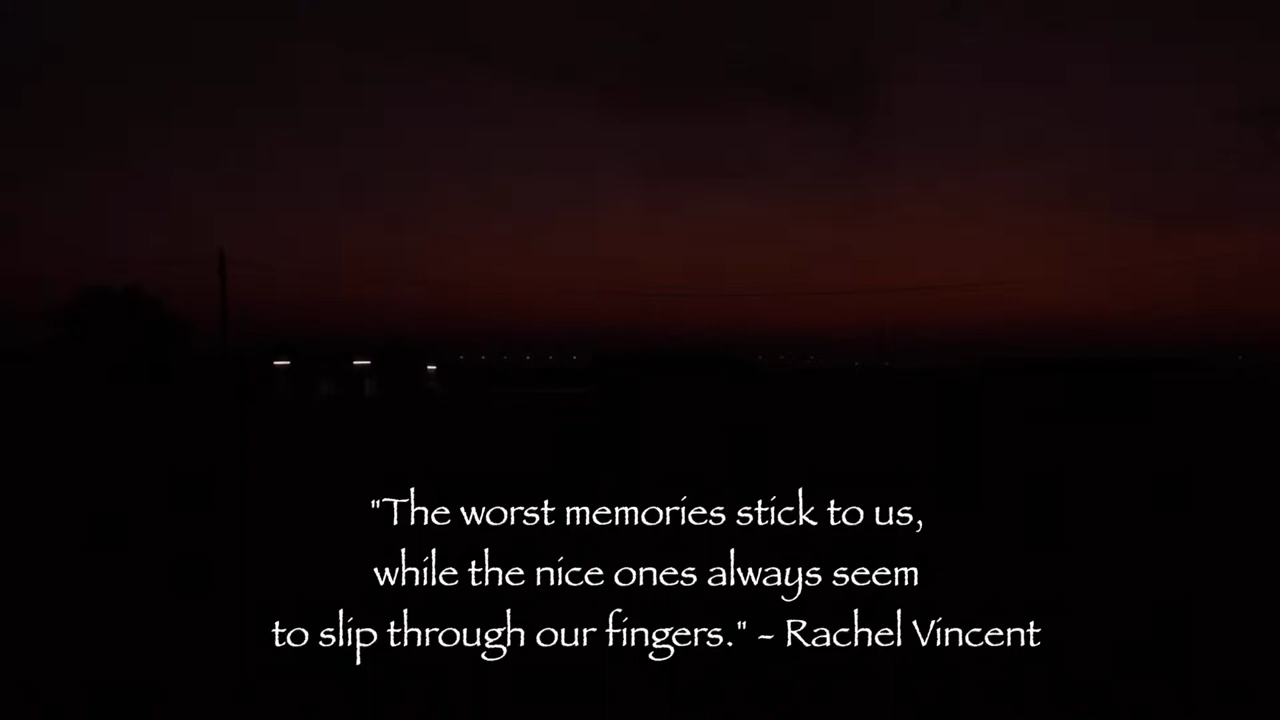 "The worst memories stick to us,
while the nice ones always seem
to slip through our fingers." - Rachel Vincent